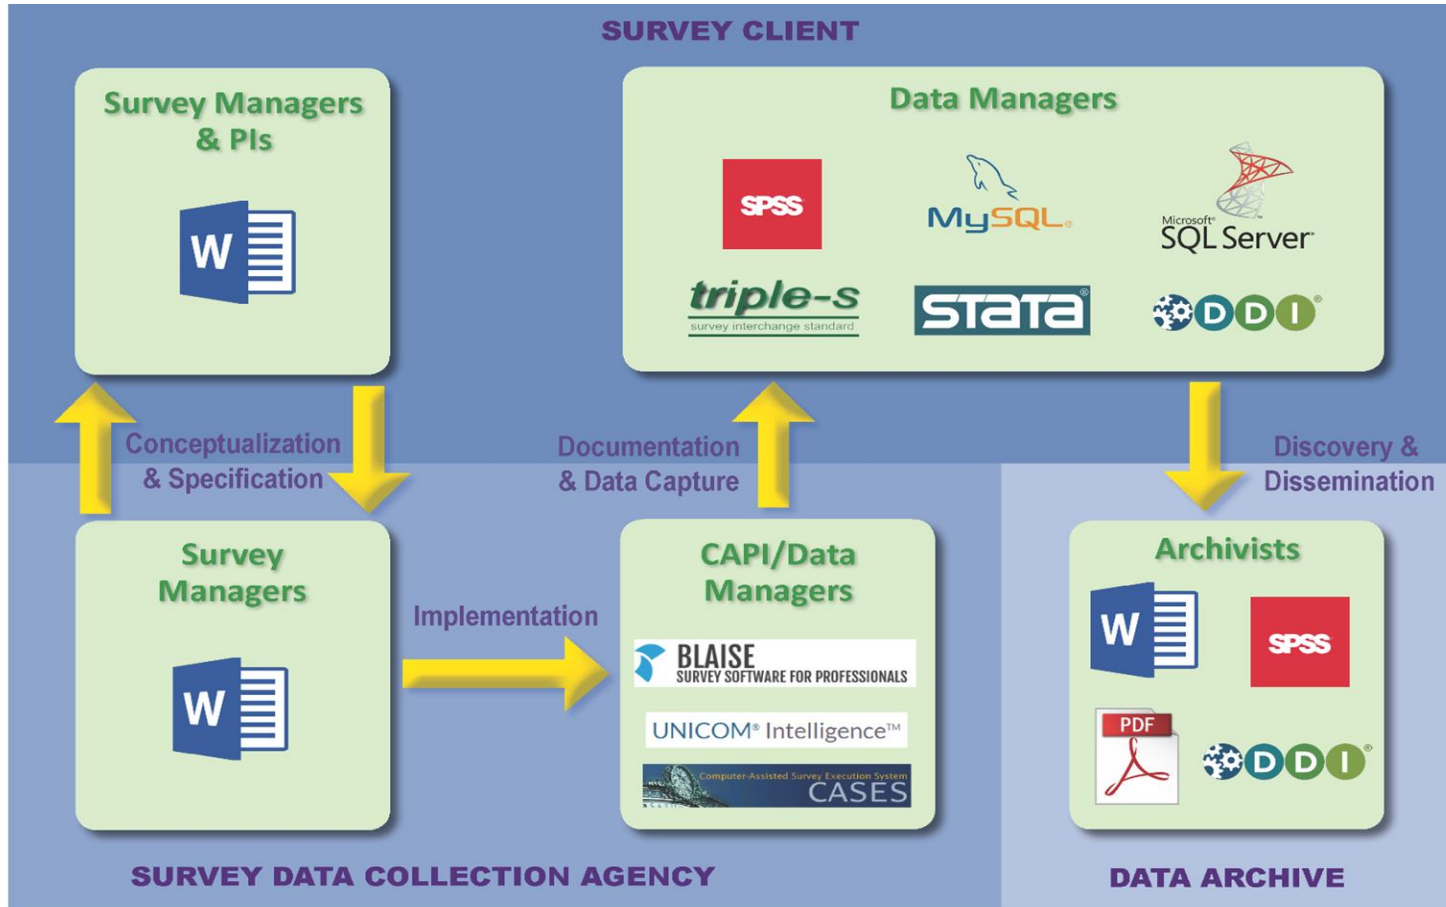 SURVEY CLIENT
Survey Managers
& PIs
W
Data Managers
SPSS
MySQL®
Microsoft®
SQL Server
triple-s
survey interchange standard
STATA®
DDI®
Conceptualization
& Specification
Documentation
& Data Capture
Discovery &
Dissemination
Survey
Managers
W
Implementation
CAPI/Data
Managers
BLAISE
SURVEY SOFTWARE FOR PROFESSIONALS
UNICOM® Intelligence™
Computer-Assisted Survey Execution System
CASES
Archivists
W
SPSS
PDF
DDI®
SURVEY DATA COLLECTION AGENCY
DATA ARCHIVE